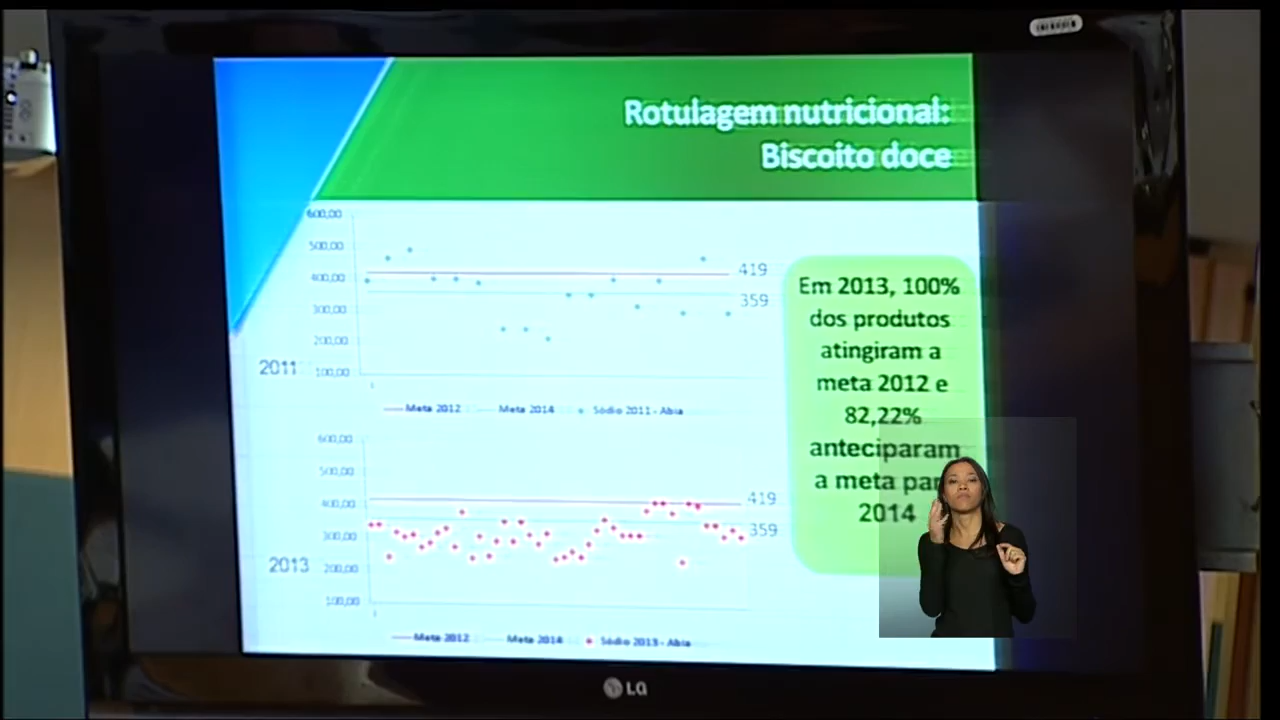 Rotulagem nutricional:
Biscoito doce
600,00
500,00
400,00
300,00
200,00
100,00
419
359
2011
1
Meta 2012 Meta 2014 Sódio 2011 - Abia
600,00
500,00
400,00
300,00
200,00
100,00
419
359
2013
1
Meta 2012 Meta 2014 Sódio 2013 - Abia
Em 2013, 100%
dos produtos
atingiram a
meta 2012 e
82,22%
anteciparam
a meta para
2014
LG